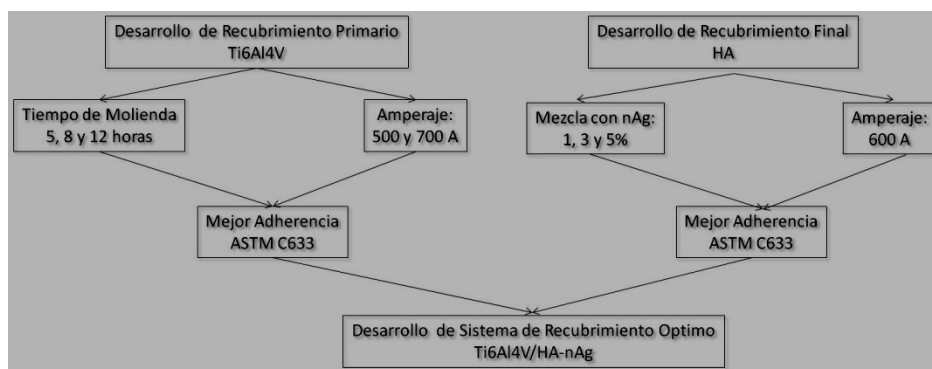 Desarrollo de Recubrimiento Primario
Ti6Al4V
Desarrollo de Recubrimiento Final
HA
Tiempo de Molienda
5, 8 y 12 horas
Amperaje:
500 y 700 A
Mezcla con nAg:
1, 3 y 5%
Amperaje:
600 A
Mejor Adherencia
ASTM C633
Mejor Adherencia
ASTM C633
Desarrollo de Sistema de Recubrimiento Optimo
Ti6Al4V/HA-nAg